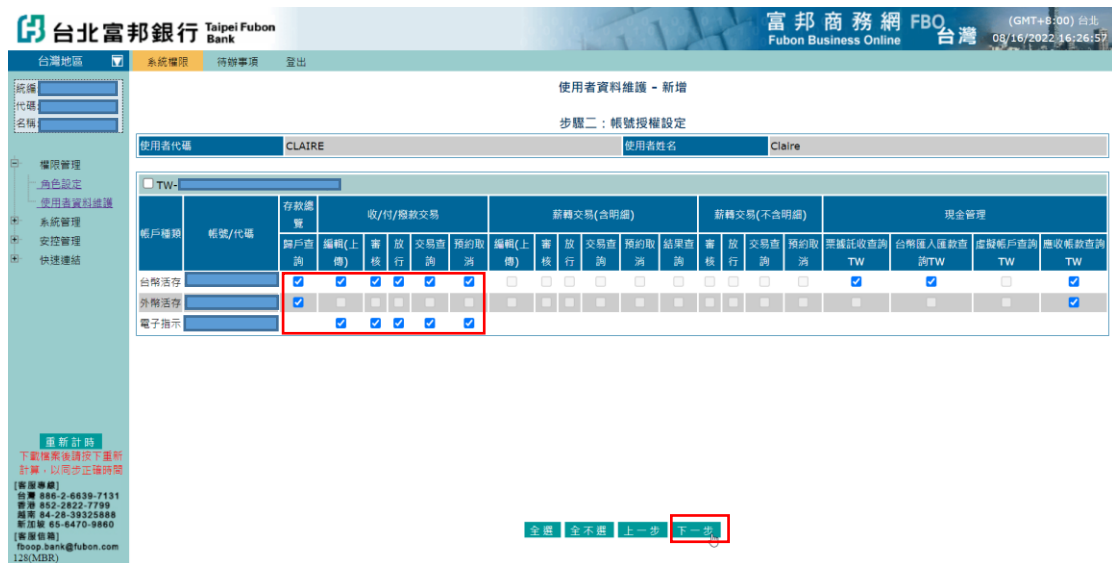 台北富邦銀行 Taipei Fubon Bank
富邦商務網 FBO 台灣
Fubon Business Online
(GMT+8:00) 台北
08/16/2022 16:26:57
台灣地區
系統權限 待辦事項 登出
統編
代碼:
名稱:
權限管理
角色設定
使用者資料維護
系統管理
安控管理
快速連結
使用者資料維護 - 新增
步驟二：帳號授權設定
使用者代碼 CLAIRE 使用者姓名 Claire
TW-
帳戶種類 帳號/代碼 存款總覽 收/付/撥款交易 薪轉交易(含明細) 薪轉交易(不含明細) 現金管理
歸戶查詢 編輯(上傳) 審核 放行 交易查詢 預約取消 編輯(上傳) 審核 放行 交易查詢 預約取消 結果查詢 審核 放行 交易查詢 預約取消 票據託收查詢TW 台幣匯入匯款查詢TW 虛擬帳戶查詢TW 應收帳款查詢TW
台幣活存
外幣活存
電子指示
重新計時
下載檔案後請按下重新
計算，以同步正確時間
[客服專線]
台灣 886-2-6639-7131
香港 852-2822-7799
越南 84-28-39325888
新加坡 65-6470-9860
[客服信箱]
fboop.bank@fubon.com
128(MBR)
全選 全不選 上一步 下一步